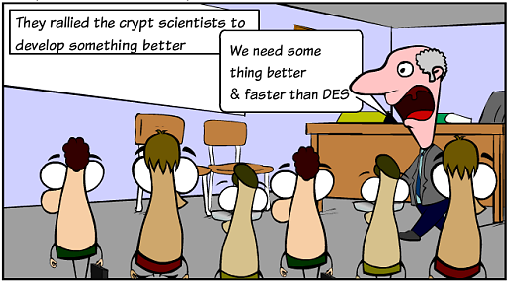 They rallied the crypt scientists to
develop something better
We need some
thing better
& faster than DES